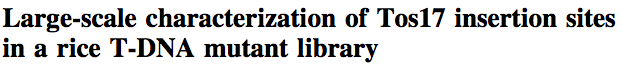 Large-scale characterization of Tos17 insertion sites
in a rice T-DNA mutant library